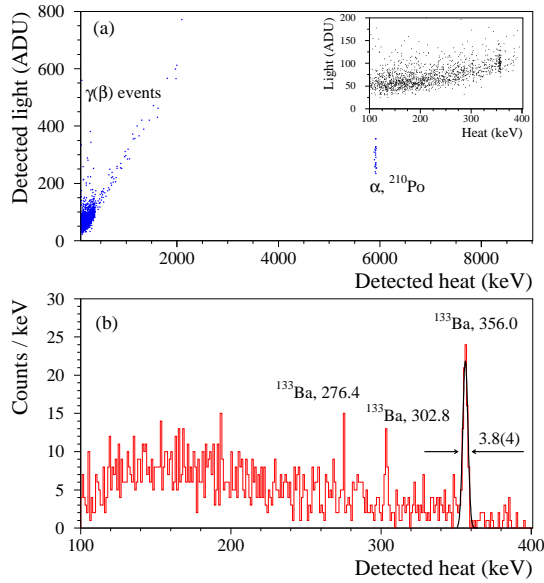 (a)
γ(β) events
α, ²¹⁰Po
Detected light (ADU)
800
600
400
200
0
2000
4000
6000
8000
Detected heat (keV)
Light (ADU)
200
150
100
50
0
100
200
300
400
Heat (keV)
(b)
¹³³Ba, 356.0
¹³³Ba, 276.4
¹³³Ba, 302.8
3.8(4)
Counts / keV
30
25
20
15
10
5
0
100
200
300
400
Detected heat (keV)